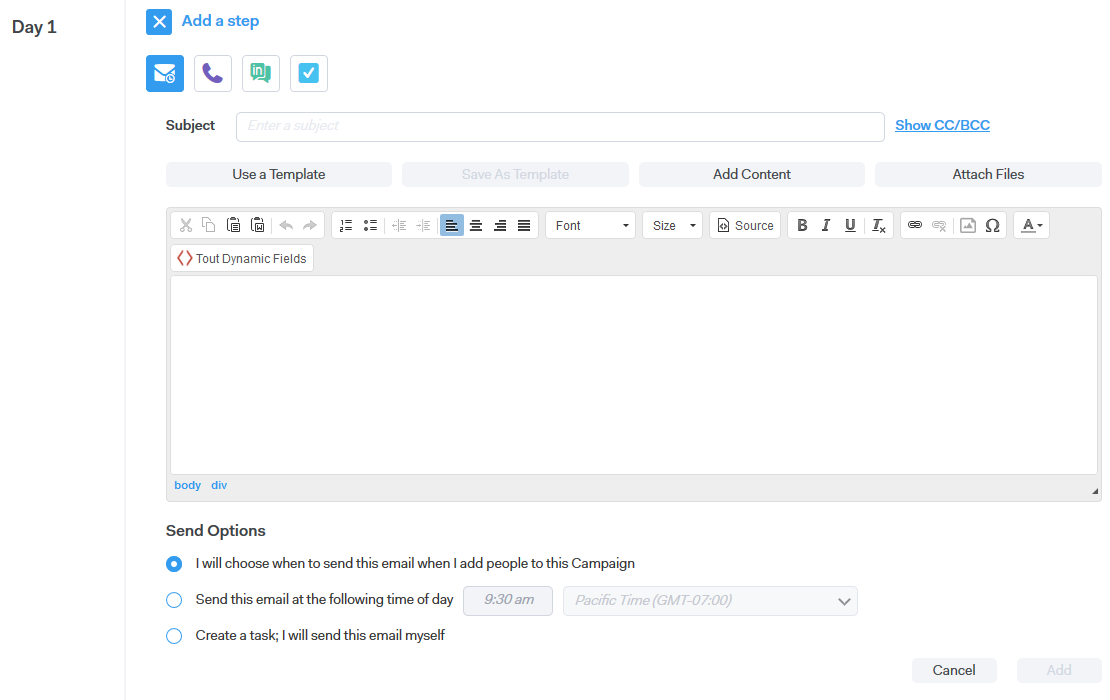 Day 1
Add a step
in
Subject Enter a subject Show CC/BCC
Use a Template Save As Template Add Content Attach Files
Font Size Source B I U Tx Ω A
Tout Dynamic Fields
body div
Send Options
I will choose when to send this email when I add people to this Campaign
Send this email at the following time of day 9:30 am Pacific Time (GMT-07:00)
Create a task; I will send this email myself
Cancel Add